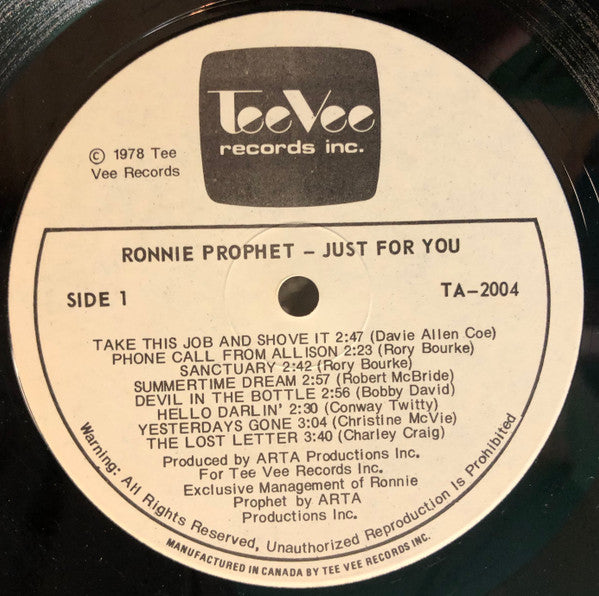 TeeVee
records inc.
© 1978 Tee
Vee Records
RONNIE PROPHET – JUST FOR YOU
SIDE 1
TA–2004
TAKE THIS JOB AND SHOVE IT 2:47 (Davie Allen Coe)
PHONE CALL FROM ALLISON 2:23 (Rory Bourke)
SANCTUARY 2:42 (Rory Bourke)
SUMMERTIME DREAM 2:57 (Robert McBride)
DEVIL IN THE BOTTLE 2:56 (Bobby David)
HELLO DARLIN' 2:30 (Conway Twitty)
YESTERDAYS GONE 3:04 (Christine McVie)
THE LOST LETTER 3:40 (Charley Craig)
Produced by ARTA Productions Inc.
For Tee Vee Records Inc.
Exclusive Management of Ronnie
Prophet by ARTA
Productions Inc.
Warning: All Rights Reserved, Unauthorized Reproduction Is Prohibited
MANUFACTURED IN CANADA BY TEE VEE RECORDS INC.